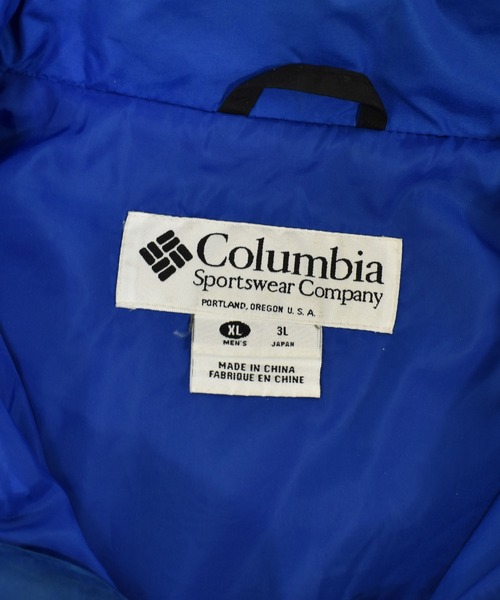 Columbia
Sportswear Company
PORTLAND, OREGON U.S.A.
XL 3L
MEN'S JAPAN
MADE IN CHINA
FABRIQUE EN CHINE